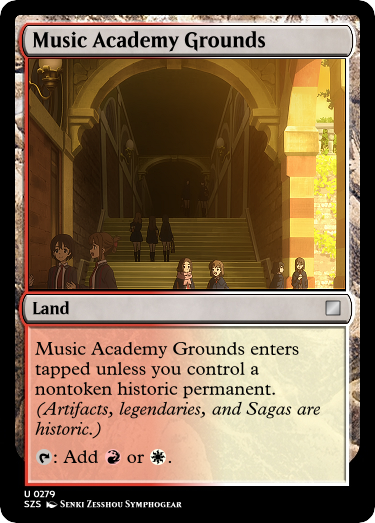 Music Academy Grounds
Land
Music Academy Grounds enters
tapped unless you control a
nontoken historic permanent.
(Artifacts, legendaries, and Sagas are
historic.)
: Add or .
U 0279
SZS Senki Zesshou Symphogear